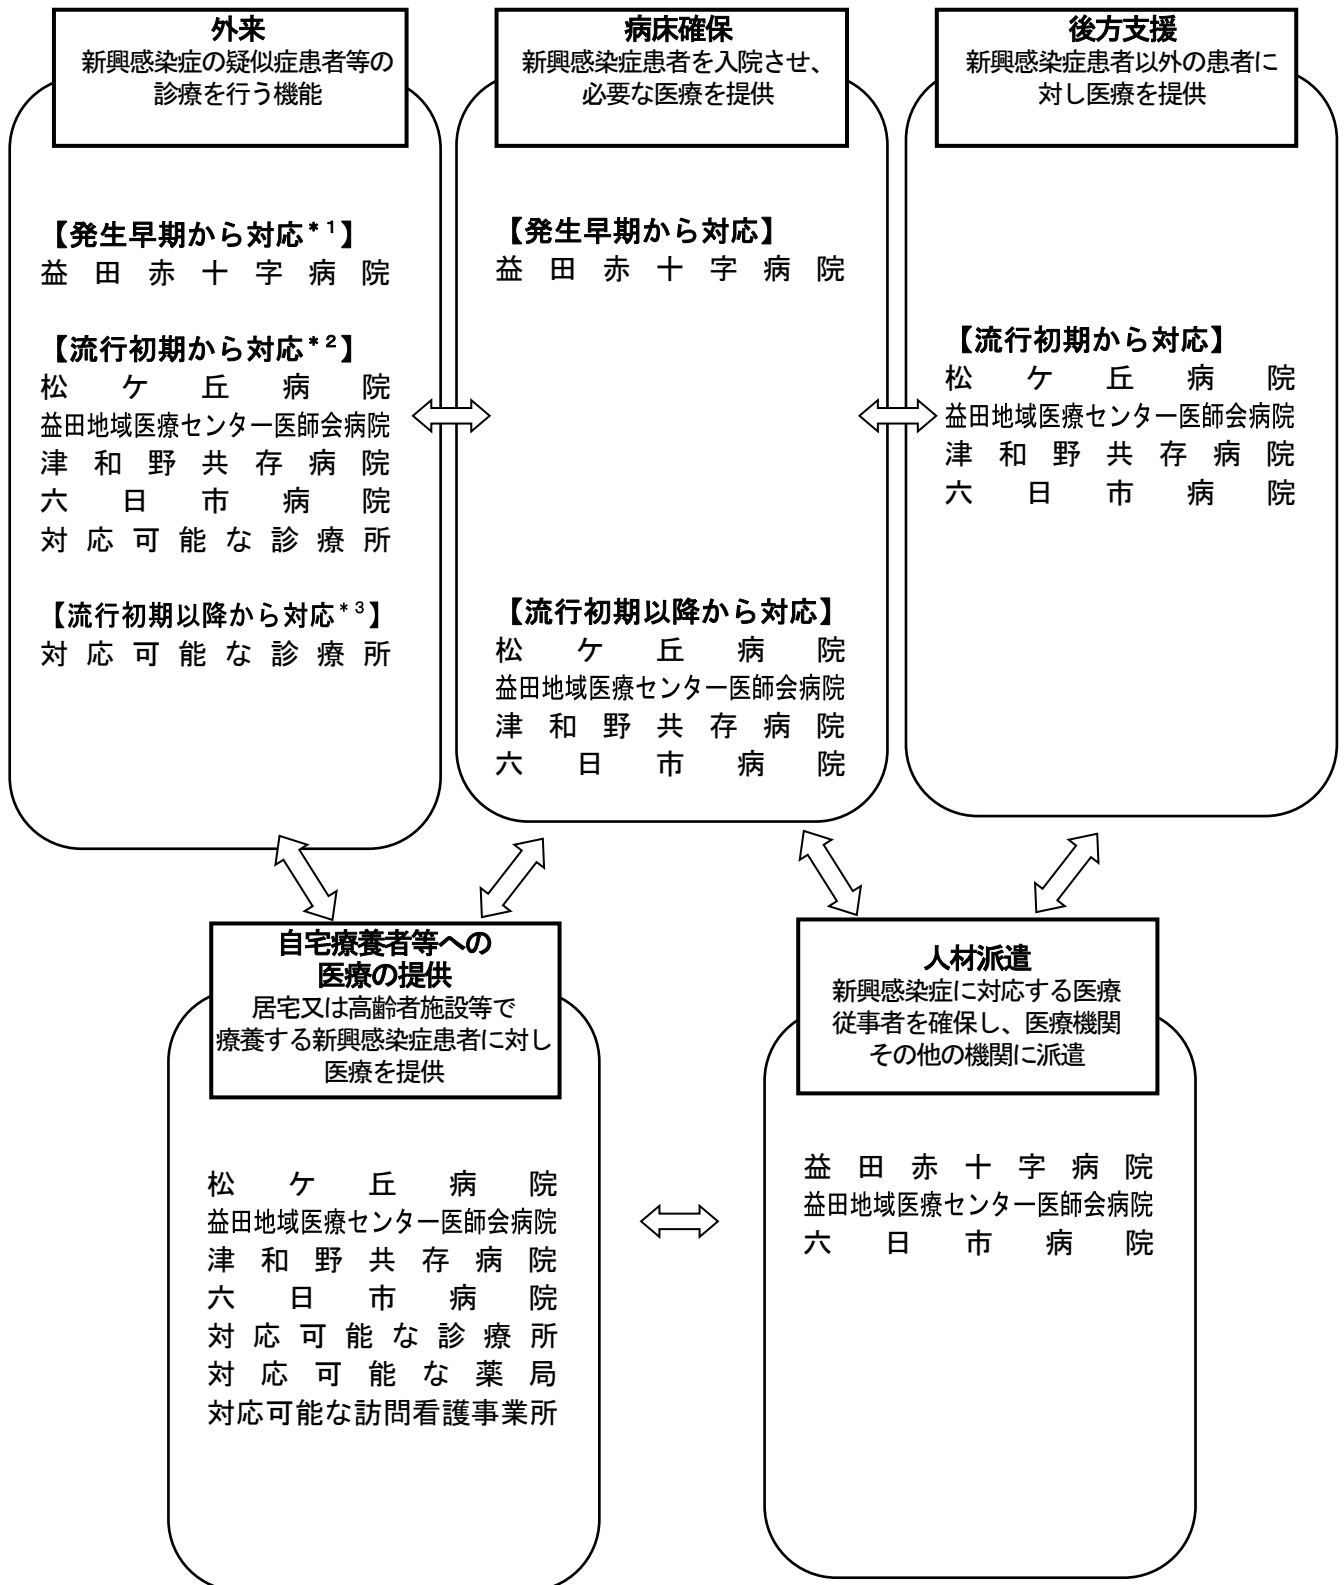 外来
新興感染症の疑似症患者等の
診療を行う機能
【発生早期から対応*1】
益田赤十字病院
【流行初期から対応*2】
松ケ丘病院
益田地域医療センター医師会病院
津和野共存病院
六日市病院
対応可能な診療所
【流行初期以降から対応*3】
対応可能な診療所
病床確保
新興感染症患者を入院させ、
必要な医療を提供
【発生早期から対応】
益田赤十字病院
【流行初期以降から対応】
松ケ丘病院
益田地域医療センター医師会病院
津和野共存病院
六日市病院
後方支援
新興感染症患者以外の患者に
対し医療を提供
【流行初期から対応】
松ケ丘病院
益田地域医療センター医師会病院
津和野共存病院
六日市病院
自宅療養者等への
医療の提供
居宅又は高齢者施設等で
療養する新興感染症患者に対し
医療を提供
松ケ丘病院
益田地域医療センター医師会病院
津和野共存病院
六日市病院
対応可能な診療所
対応可能な薬局
対応可能な訪問看護事業所
人材派遣
新興感染症に対応する医療
従事者を確保し、医療機関
その他の機関に派遣
益田赤十字病院
益田地域医療センター医師会病院
六日市病院